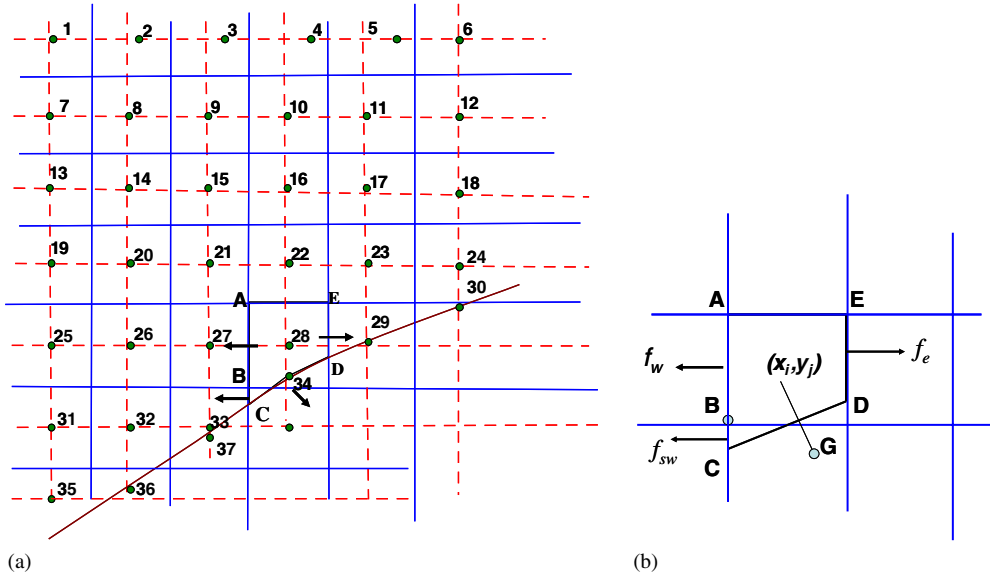 1 2 3 4 5 6
7 8 9 10 11 12
13 14 15 16 17 18
19 20 21 22 23 24
A E 30
25 26 27 28 29
B D
34
C
31 32 33
37
35 36
(a)
A E
f_w (x_i,y_j) f_e
B D
f_sw G
C
(b)